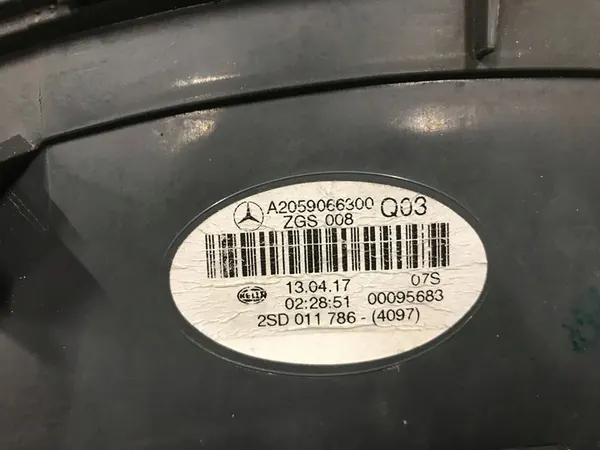 A2059066300 Q03
ZGS 008
13.04.17 07S
HELLA 02:28:51 00095683
2SD 011 786 - (4097)